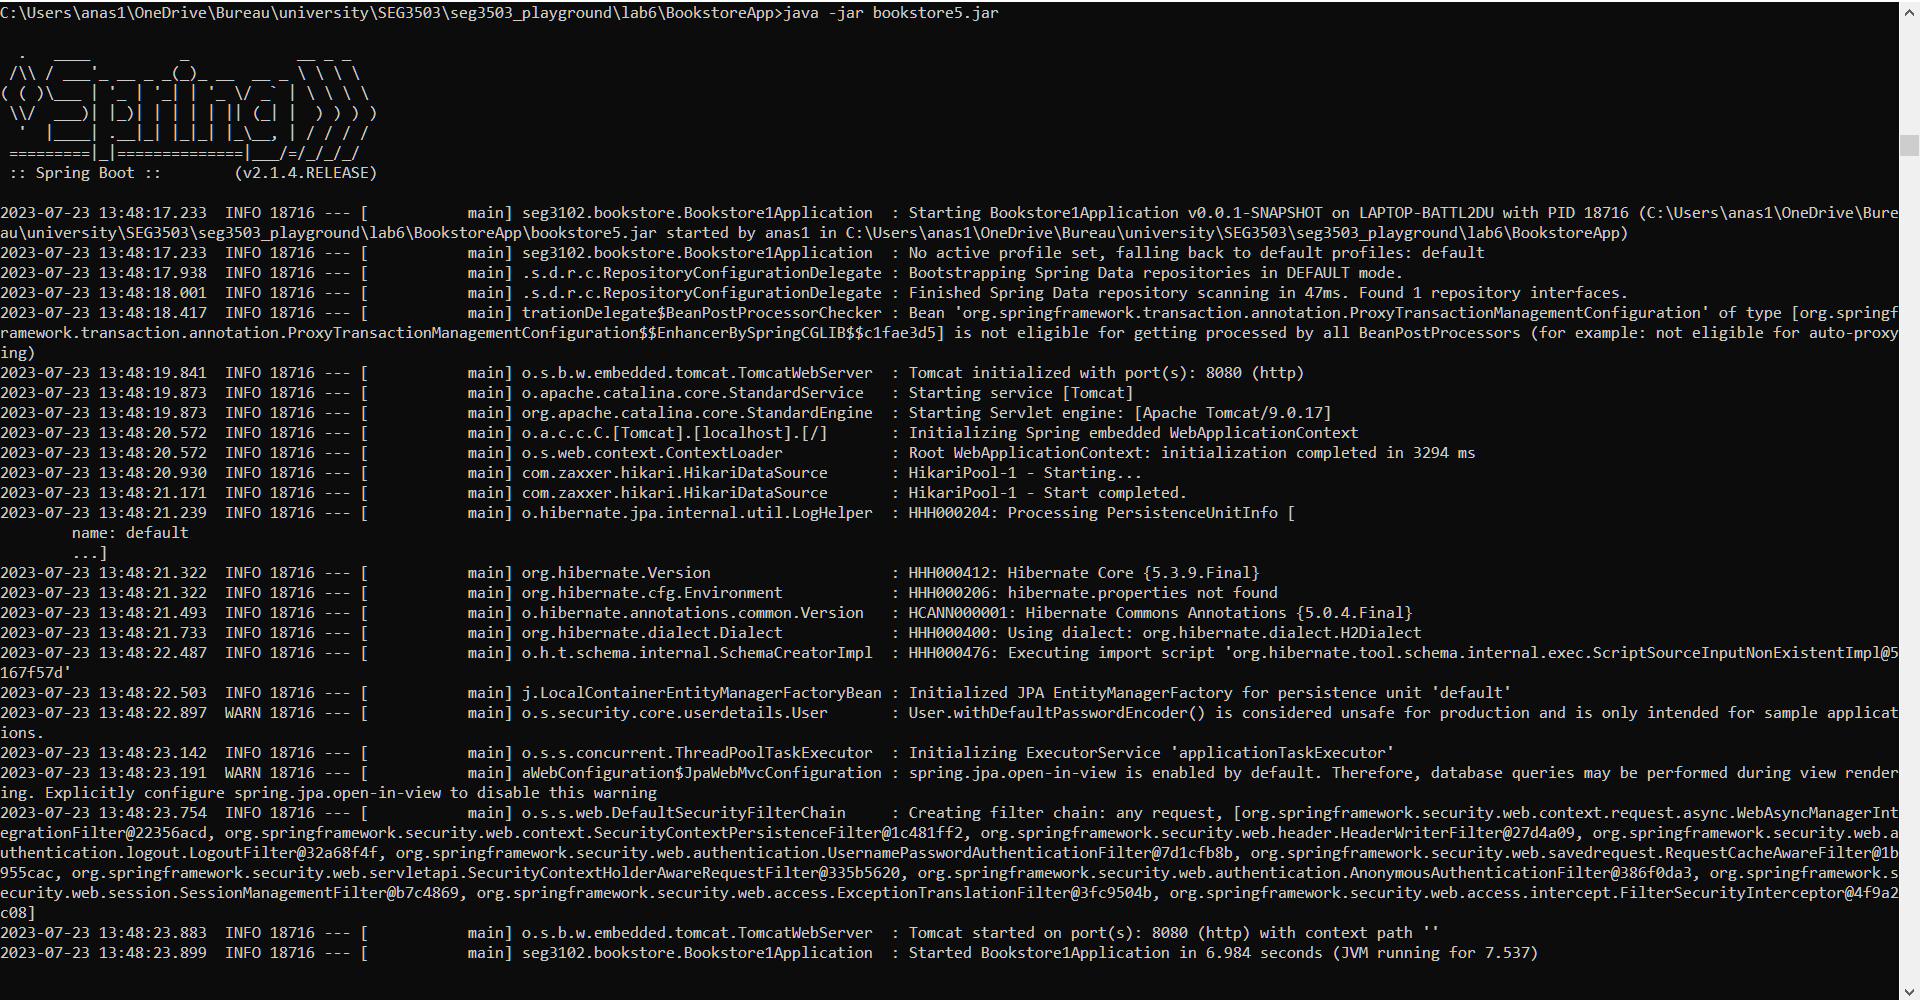 C:\Users\anas1\OneDrive\Bureau\university\SEG3503\seg3503_playground\lab6\BookstoreApp>java -jar bookstore5.jar

  .   ____          _            __ _ _
 /\\ / ___'_ __ _ _(_)_ __  __ _ \ \ \ \
( ( )\___ | '_ | '_| | '_ \/ _` | \ \ \ \
 \\/  ___)| |_)| | | | | || (_| |  ) ) ) )
  '  |____| .__|_| |_|_| |_\__, | / / / /
 =========|_|==============|___/=/_/_/_/
 :: Spring Boot ::        (v2.1.4.RELEASE)

2023-07-23 13:48:17.233  INFO 18716 --- [           main] seg3102.bookstore.Bookstore1Application  : Starting Bookstore1Application v0.0.1-SNAPSHOT on LAPTOP-BATTL2DU with PID 18716 (C:\Users\anas1\OneDrive\Bure
au\university\SEG3503\seg3503_playground\lab6\BookstoreApp\bookstore5.jar started by anas1 in C:\Users\anas1\OneDrive\Bureau\university\SEG3503\seg3503_playground\lab6\BookstoreApp)
2023-07-23 13:48:17.233  INFO 18716 --- [           main] seg3102.bookstore.Bookstore1Application  : No active profile set, falling back to default profiles: default
2023-07-23 13:48:17.938  INFO 18716 --- [           main] .s.d.r.c.RepositoryConfigurationDelegate : Bootstrapping Spring Data repositories in DEFAULT mode.
2023-07-23 13:48:18.001  INFO 18716 --- [           main] .s.d.r.c.RepositoryConfigurationDelegate : Finished Spring Data repository scanning in 47ms. Found 1 repository interfaces.
2023-07-23 13:48:18.417  INFO 18716 --- [           main] trationDelegate$BeanPostProcessorChecker : Bean 'org.springframework.transaction.annotation.ProxyTransactionManagementConfiguration' of type [org.springf
ramework.transaction.annotation.ProxyTransactionManagementConfiguration$$EnhancerBySpringCGLIB$$c1fae3d5] is not eligible for getting processed by all BeanPostProcessors (for example: not eligible for auto-proxy
ing)
2023-07-23 13:48:19.841  INFO 18716 --- [           main] o.s.b.w.embedded.tomcat.TomcatWebServer  : Tomcat initialized with port(s): 8080 (http)
2023-07-23 13:48:19.873  INFO 18716 --- [           main] o.apache.catalina.core.StandardService   : Starting service [Tomcat]
2023-07-23 13:48:19.873  INFO 18716 --- [           main] org.apache.catalina.core.StandardEngine  : Starting Servlet engine: [Apache Tomcat/9.0.17]
2023-07-23 13:48:20.572  INFO 18716 --- [           main] o.a.c.c.C.[Tomcat].[localhost].[/]       : Initializing Spring embedded WebApplicationContext
2023-07-23 13:48:20.572  INFO 18716 --- [           main] o.s.web.context.ContextLoader            : Root WebApplicationContext: initialization completed in 3294 ms
2023-07-23 13:48:20.930  INFO 18716 --- [           main] com.zaxxer.hikari.HikariDataSource       : HikariPool-1 - Starting...
2023-07-23 13:48:21.171  INFO 18716 --- [           main] com.zaxxer.hikari.HikariDataSource       : HikariPool-1 - Start completed.
2023-07-23 13:48:21.239  INFO 18716 --- [           main] o.hibernate.jpa.internal.util.LogHelper  : HHH000204: Processing PersistenceUnitInfo [
        name: default
        ...]
2023-07-23 13:48:21.322  INFO 18716 --- [           main] org.hibernate.Version                    : HHH000412: Hibernate Core {5.3.9.Final}
2023-07-23 13:48:21.322  INFO 18716 --- [           main] org.hibernate.cfg.Environment            : HHH000206: hibernate.properties not found
2023-07-23 13:48:21.493  INFO 18716 --- [           main] o.hibernate.annotations.common.Version   : HCANN000001: Hibernate Commons Annotations {5.0.4.Final}
2023-07-23 13:48:21.733  INFO 18716 --- [           main] org.hibernate.dialect.Dialect            : HHH000400: Using dialect: org.hibernate.dialect.H2Dialect
2023-07-23 13:48:22.487  INFO 18716 --- [           main] o.h.t.schema.internal.SchemaCreatorImpl  : HHH000476: Executing import script 'org.hibernate.tool.schema.internal.exec.ScriptSourceInputNonExistentImpl@5
167f57d'
2023-07-23 13:48:22.503  INFO 18716 --- [           main] j.LocalContainerEntityManagerFactoryBean : Initialized JPA EntityManagerFactory for persistence unit 'default'
2023-07-23 13:48:22.897  WARN 18716 --- [           main] o.s.security.core.userdetails.User       : User.withDefaultPasswordEncoder() is considered unsafe for production and is only intended for sample applicat
ions.
2023-07-23 13:48:23.142  INFO 18716 --- [           main] o.s.s.concurrent.ThreadPoolTaskExecutor  : Initializing ExecutorService 'applicationTaskExecutor'
2023-07-23 13:48:23.191  WARN 18716 --- [           main] aWebConfiguration$JpaWebMvcConfiguration : spring.jpa.open-in-view is enabled by default. Therefore, database queries may be performed during view render
ing. Explicitly configure spring.jpa.open-in-view to disable this warning
2023-07-23 13:48:23.754  INFO 18716 --- [           main] o.s.s.web.DefaultSecurityFilterChain     : Creating filter chain: any request, [org.springframework.security.web.context.request.async.WebAsyncManagerInt
egrationFilter@22356acd, org.springframework.security.web.context.SecurityContextPersistenceFilter@1c481ff2, org.springframework.security.web.header.HeaderWriterFilter@27d4a09, org.springframework.security.web.a
uthentication.logout.LogoutFilter@32a68f4f, org.springframework.security.web.authentication.UsernamePasswordAuthenticationFilter@7d1cfb8b, org.springframework.security.web.savedrequest.RequestCacheAwareFilter@1b
955cac, org.springframework.security.web.servletapi.SecurityContextHolderAwareRequestFilter@335b5620, org.springframework.security.web.authentication.AnonymousAuthenticationFilter@386f0da3, org.springframework.s
ecurity.web.session.SessionManagementFilter@b7c4869, org.springframework.security.web.access.ExceptionTranslationFilter@3fc9504b, org.springframework.security.web.access.intercept.FilterSecurityInterceptor@4f9a2
c08]
2023-07-23 13:48:23.883  INFO 18716 --- [           main] o.s.b.w.embedded.tomcat.TomcatWebServer  : Tomcat started on port(s): 8080 (http) with context path ''
2023-07-23 13:48:23.899  INFO 18716 --- [           main] seg3102.bookstore.Bookstore1Application  : Started Bookstore1Application in 6.984 seconds (JVM running for 7.537)